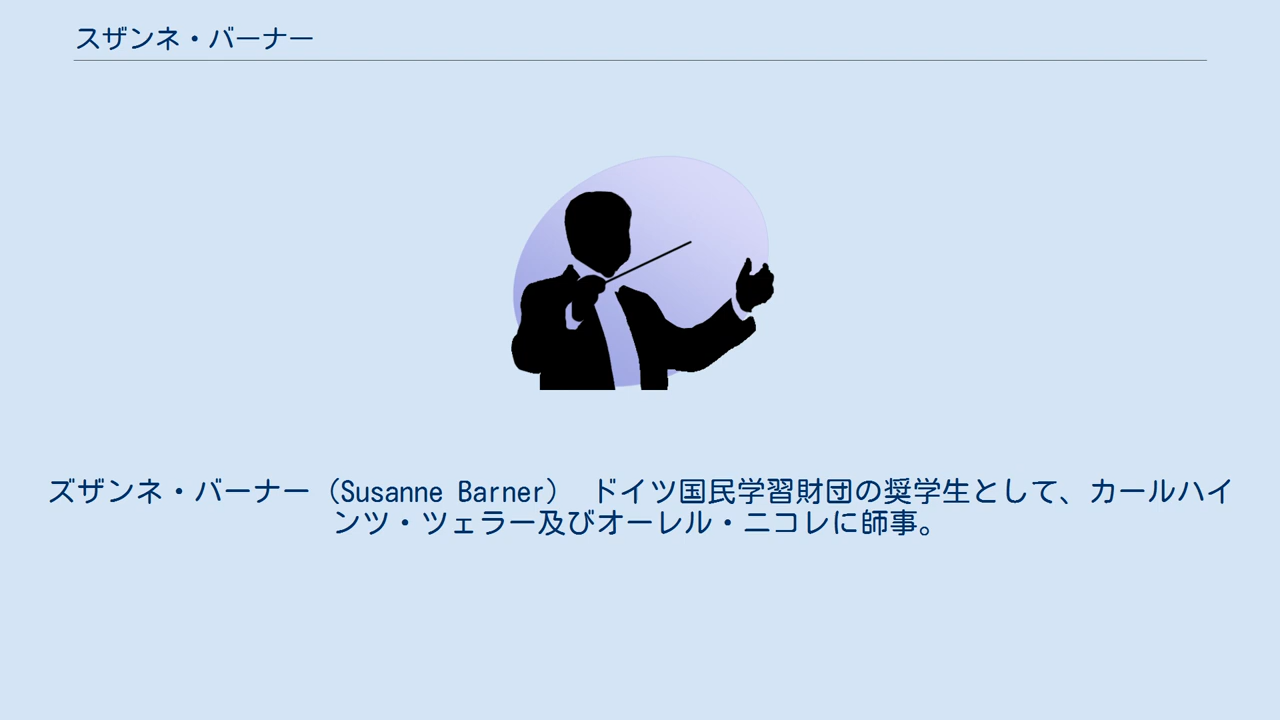 スザンネ・バーナー
ズザンネ・バーナー（Susanne Barner） ドイツ国民学習財団の奨学生として、カールハイ
ンツ・ツェラー及びオーレル・ニコレに師事。